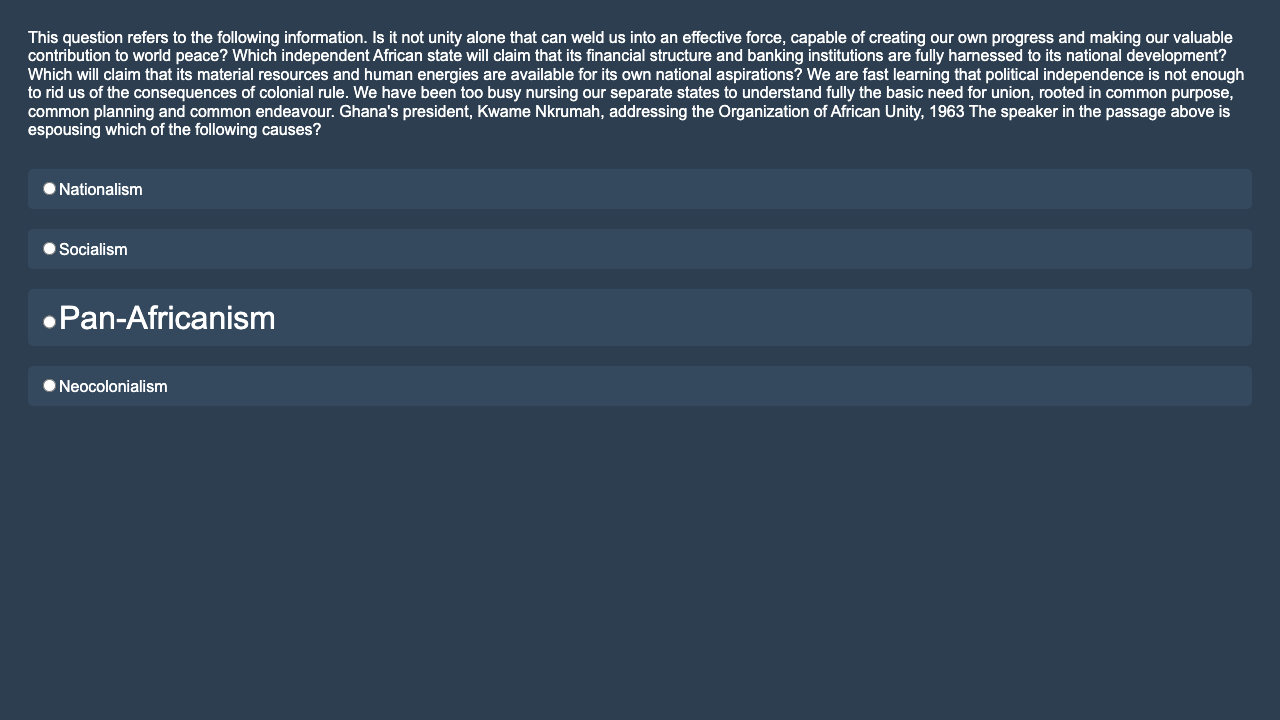 This question refers to the following information. Is it not unity alone that can weld us into an effective force, capable of creating our own progress and making our valuable
contribution to world peace? Which independent African state will claim that its financial structure and banking institutions are fully harnessed to its national development?
Which will claim that its material resources and human energies are available for its own national aspirations? We are fast learning that political independence is not enough
to rid us of the consequences of colonial rule. We have been too busy nursing our separate states to understand fully the basic need for union, rooted in common purpose,
common planning and common endeavour. Ghana's president, Kwame Nkrumah, addressing the Organization of African Unity, 1963 The speaker in the passage above is
espousing which of the following causes?
Nationalism
Socialism
Pan-Africanism
Neocolonialism